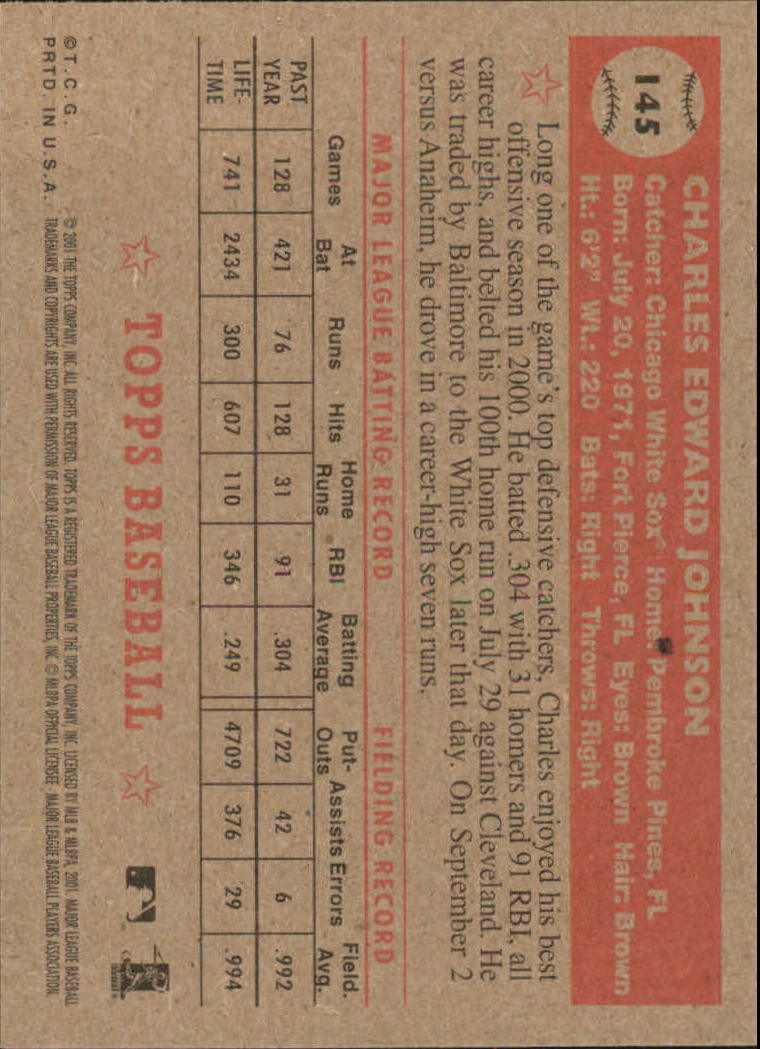 145
CHARLES EDWARD JOHNSON
Catcher: Chicago White Sox® Home: Pembroke Pines, FL
Born: July 20, 1971, Fort Pierce, FL Eyes: Brown Hair: Brown
Ht.: 6'2" Wt.: 220 Bats: Right Throws: Right
Long one of the game's top defensive catchers, Charles enjoyed his best
offensive season in 2000. He batted .304 with 31 homers and 91 RBI, all
career highs, and belted his 100th home run on July 29 against Cleveland. He
was traded by Baltimore to the White Sox later that day. On September 2
versus Anaheim, he drove in a career-high seven runs.
MAJOR LEAGUE BATTING RECORD FIELDING RECORD
Games At Bat Runs Hits Home Runs RBI Batting Average Put-Outs Assists Errors Field. Avg.
PAST YEAR 128 421 76 128 31 91 .304 722 42 6 .992
LIFE-TIME 741 2434 300 607 110 346 .249 4709 376 29 .994
TOPPS BASEBALL
© T. C. G. © 2001 THE TOPPS COMPANY, INC. ALL RIGHTS RESERVED. TOPPS IS A REGISTERED TRADEMARK OF THE TOPPS COMPANY, INC. LICENSED BY MLB & MLBPA, 2001. MAJOR LEAGUE BASEBALL
PRTD. IN U.S.A. TRADEMARKS AND COPYRIGHTS ARE USED WITH PERMISSION OF MAJOR LEAGUE BASEBALL PROPERTIES, INC. © MLBPA OFFICIAL LICENSEE - MAJOR LEAGUE BASEBALL PLAYERS ASSOCIATION.